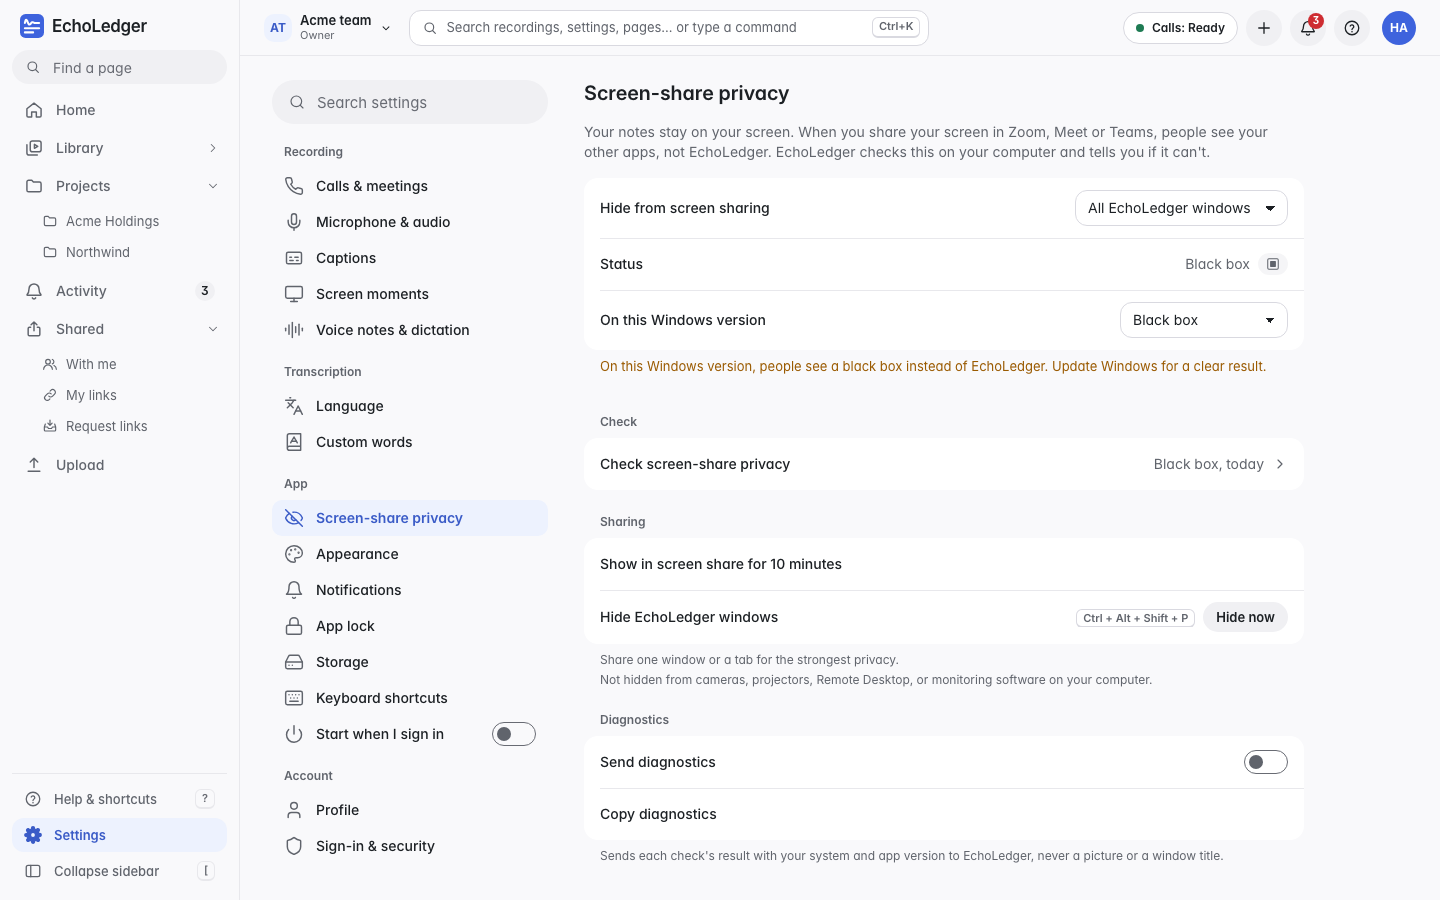 EchoLedger
Find a page
Home
Library
Projects
Acme Holdings
Northwind
Activity 3
Shared
With me
My links
Request links
Upload
Help & shortcuts ?
Settings
Collapse sidebar [
AT Acme team
Owner
Search recordings, settings, pages... or type a command Ctrl+K
Calls: Ready
3
HA
Search settings
Recording
Calls & meetings
Microphone & audio
Captions
Screen moments
Voice notes & dictation
Transcription
Language
Custom words
App
Screen-share privacy
Appearance
Notifications
App lock
Storage
Keyboard shortcuts
Start when I sign in
Account
Profile
Sign-in & security
Screen-share privacy
Your notes stay on your screen. When you share your screen in Zoom, Meet or Teams, people see your
other apps, not EchoLedger. EchoLedger checks this on your computer and tells you if it can't.
Hide from screen sharing All EchoLedger windows
Status Black box
On this Windows version Black box
On this Windows version, people see a black box instead of EchoLedger. Update Windows for a clear result.
Check
Check screen-share privacy Black box, today
Sharing
Show in screen share for 10 minutes
Hide EchoLedger windows Ctrl + Alt + Shift + P Hide now
Share one window or a tab for the strongest privacy.
Not hidden from cameras, projectors, Remote Desktop, or monitoring software on your computer.
Diagnostics
Send diagnostics
Copy diagnostics
Sends each check's result with your system and app version to EchoLedger, never a picture or a window title.